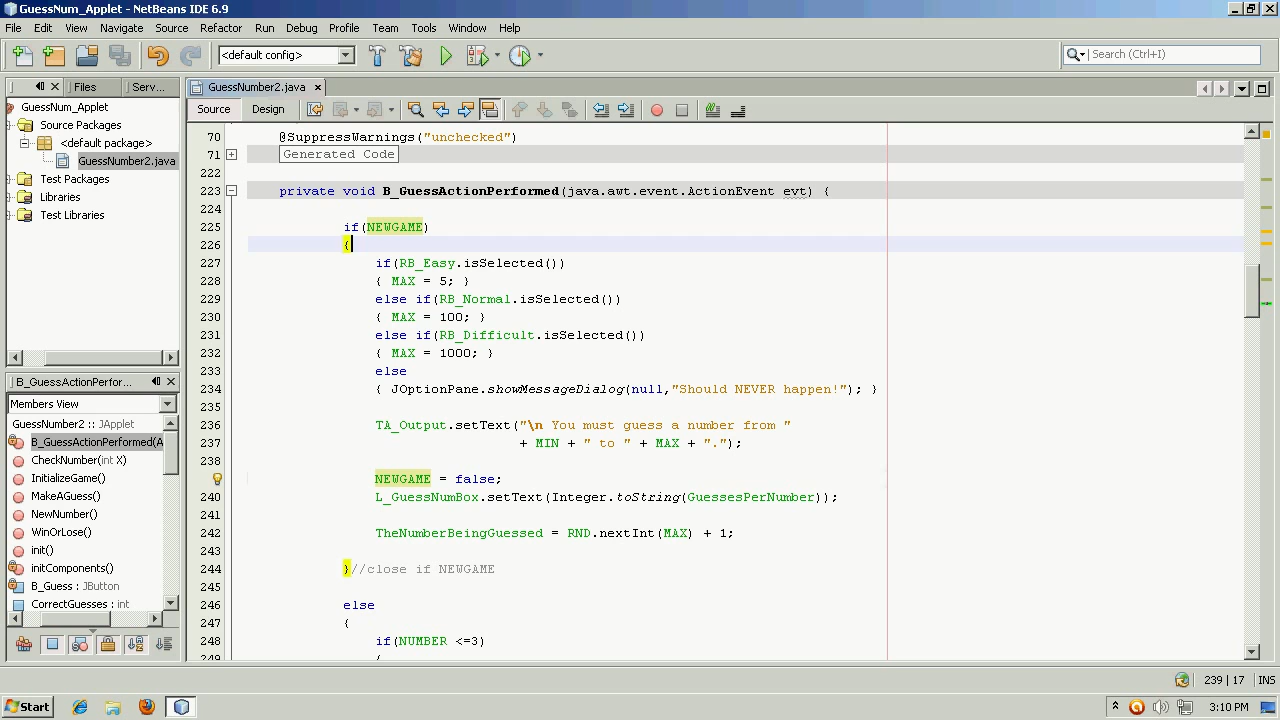 GuessNum_Applet - NetBeans IDE 6.9
File Edit View Navigate Source Refactor Run Debug Profile Team Tools Window Help
<default config>
Search (Ctrl+I)
Files Serv...
GuessNum_Applet
Source Packages
<default package>
GuessNumber2.java
Test Packages
Libraries
Test Libraries
B_GuessActionPerfor...
Members View
GuessNumber2 :: JApplet
B_GuessActionPerformed(A
CheckNumber(int X)
InitializeGame()
MakeAGuess()
NewNumber()
WinOrLose()
init()
initComponents()
B_Guess : JButton
CorrectGuesses : int
GuessNumber2.java
Source Design
70 @SuppressWarnings("unchecked")
71 Generated Code
222
223 private void B_GuessActionPerformed(java.awt.event.ActionEvent evt) {
224
225 if(NEWGAME)
226 {
227 if(RB_Easy.isSelected())
228 { MAX = 5; }
229 else if(RB_Normal.isSelected())
230 { MAX = 100; }
231 else if(RB_Difficult.isSelected())
232 { MAX = 1000; }
233 else
234 { JOptionPane.showMessageDialog(null,"Should NEVER happen!"); }
235
236 TA_Output.setText("\n You must guess a number from "
237 + MIN + " to " + MAX + ".");
238
NEWGAME = false;
240 L_GuessNumBox.setText(Integer.toString(GuessesPerNumber));
241
242 TheNumberBeingGuessed = RND.nextInt(MAX) + 1;
243
244 }//close if NEWGAME
245
246 else
247 {
248 if(NUMBER <=3)
249 {
239 | 17 INS
Start
3:10 PM